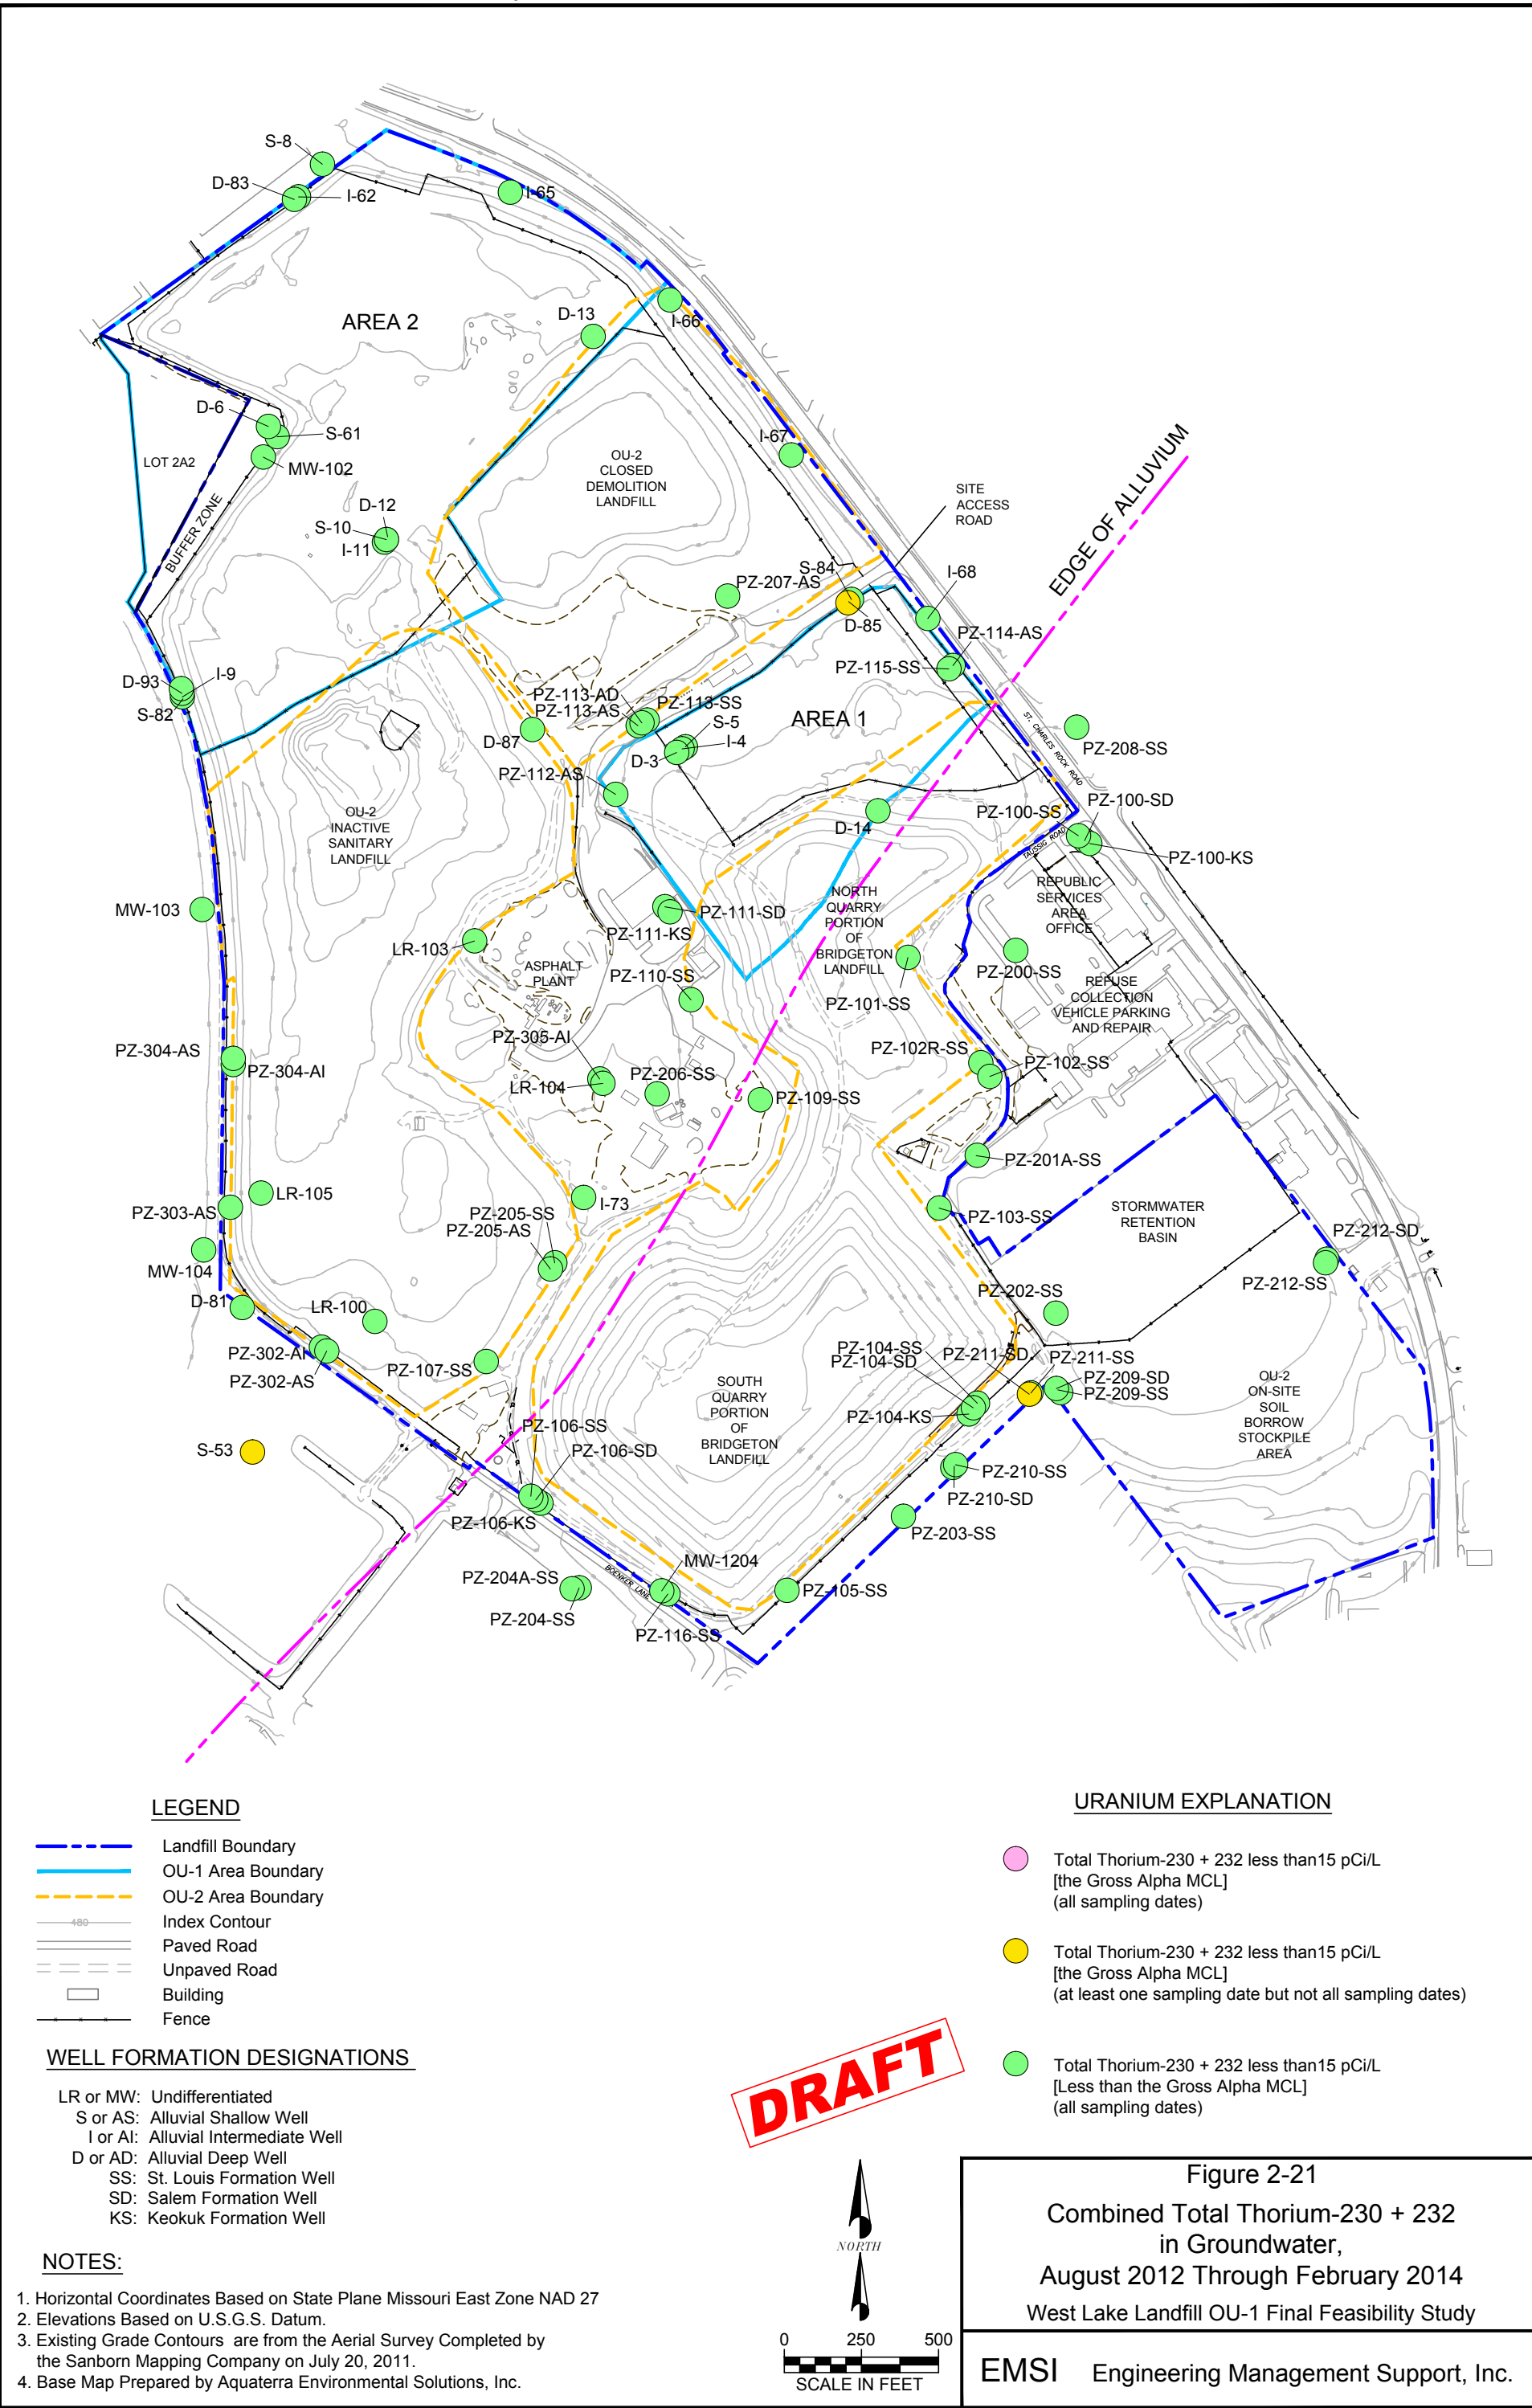 S-8
D-83
I-62
I-65
AREA 2
D-13
I-66
D-6
S-61
LOT 2A2
MW-102
BUFFER ZONE
D-12
S-10
I-11
OU-2
CLOSED
DEMOLITION
LANDFILL
I-67
SITE
ACCESS
ROAD
EDGE OF ALLUVIUM
S-84
PZ-207-AS
I-68
D-85
PZ-114-AS
PZ-115-SS
D-93
I-9
S-82
PZ-113-AD
PZ-113-AS
PZ-113-SS
S-5
I-4
D-3
D-87
AREA 1
ST. CHARLES ROCK ROAD
PZ-208-SS
PZ-112-AS
OU-2
INACTIVE
SANITARY
LANDFILL
D-14
PZ-100-SS
PZ-100-SD
TAUSSIG ROAD
PZ-100-KS
REPUBLIC
SERVICES
AREA
OFFICE
MW-103
PZ-111-SD
PZ-111-KS
NORTH
QUARRY
PORTION
OF
BRIDGETON
LANDFILL
LR-103
ASPHALT
PLANT
PZ-110-SS
PZ-200-SS
PZ-101-SS
REFUSE
COLLECTION
VEHICLE PARKING
AND REPAIR
PZ-305-AI
PZ-102R-SS
PZ-304-AS
PZ-304-AI
PZ-102-SS
LR-104
PZ-206-SS
PZ-109-SS
PZ-201A-SS
LR-105
I-73
PZ-303-AS
PZ-205-SS
PZ-205-AS
PZ-103-SS
STORMWATER
RETENTION
BASIN
PZ-212-SD
MW-104
PZ-212-SS
D-81
LR-100
PZ-202-SS
PZ-302-AI
PZ-302-AS
PZ-107-SS
PZ-104-SS
PZ-104-SD
PZ-211-SD
PZ-211-SS
PZ-209-SD
PZ-209-SS
PZ-104-KS
SOUTH
QUARRY
PORTION
OF
BRIDGETON
LANDFILL
OU-2
ON-SITE
SOIL
BORROW
STOCKPILE
AREA
S-53
PZ-106-SS
PZ-106-SD
PZ-210-SS
PZ-210-SD
PZ-106-KS
PZ-203-SS
MW-1204
PZ-204A-SS
BOENKER LANE
PZ-105-SS
PZ-204-SS
PZ-116-SS
LEGEND
Landfill Boundary
OU-1 Area Boundary
OU-2 Area Boundary
480
Index Contour
Paved Road
Unpaved Road
Building
Fence
WELL FORMATION DESIGNATIONS
LR or MW: Undifferentiated
S or AS: Alluvial Shallow Well
I or AI: Alluvial Intermediate Well
D or AD: Alluvial Deep Well
SS: St. Louis Formation Well
SD: Salem Formation Well
KS: Keokuk Formation Well
NOTES:
1. Horizontal Coordinates Based on State Plane Missouri East Zone NAD 27
2. Elevations Based on U.S.G.S. Datum.
3. Existing Grade Contours are from the Aerial Survey Completed by
the Sanborn Mapping Company on July 20, 2011.
4. Base Map Prepared by Aquaterra Environmental Solutions, Inc.
URANIUM EXPLANATION
Total Thorium-230 + 232 less than15 pCi/L
[the Gross Alpha MCL]
(all sampling dates)
Total Thorium-230 + 232 less than15 pCi/L
[the Gross Alpha MCL]
(at least one sampling date but not all sampling dates)
Total Thorium-230 + 232 less than15 pCi/L
[Less than the Gross Alpha MCL]
(all sampling dates)
DRAFT
NORTH
0 250 500
SCALE IN FEET
Figure 2-21
Combined Total Thorium-230 + 232
in Groundwater,
August 2012 Through February 2014
West Lake Landfill OU-1 Final Feasibility Study
EMSI Engineering Management Support, Inc.